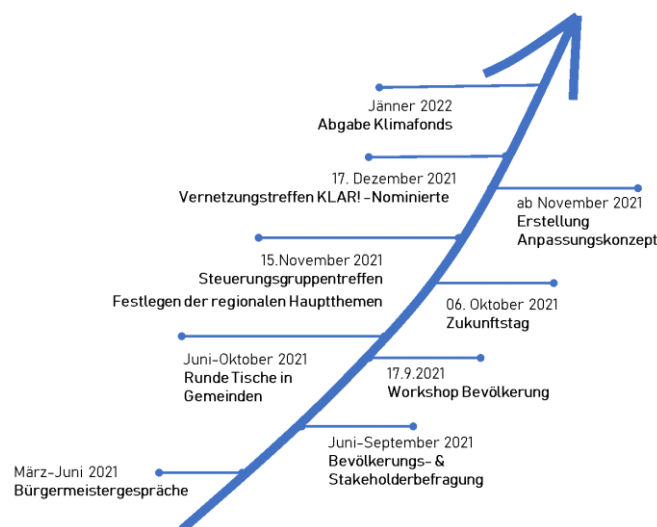 Jänner 2022
Abgabe Klimafonds
17. Dezember 2021
Vernetzungstreffen KLAR! -Nominierte
ab November 2021
Erstellung
Anpassungskonzept
15.November 2021
Steuerungsgruppentreffen
Festlegen der regionalen Hauptthemen
06. Oktober 2021
Zukunftstag
Juni-Oktober 2021
Runde Tische in
Gemeinden
17.9.2021
Workshop Bevölkerung
Juni-September 2021
Bevölkerungs- &
Stakeholderbefragung
März-Juni 2021
Bürgermeistergespräche